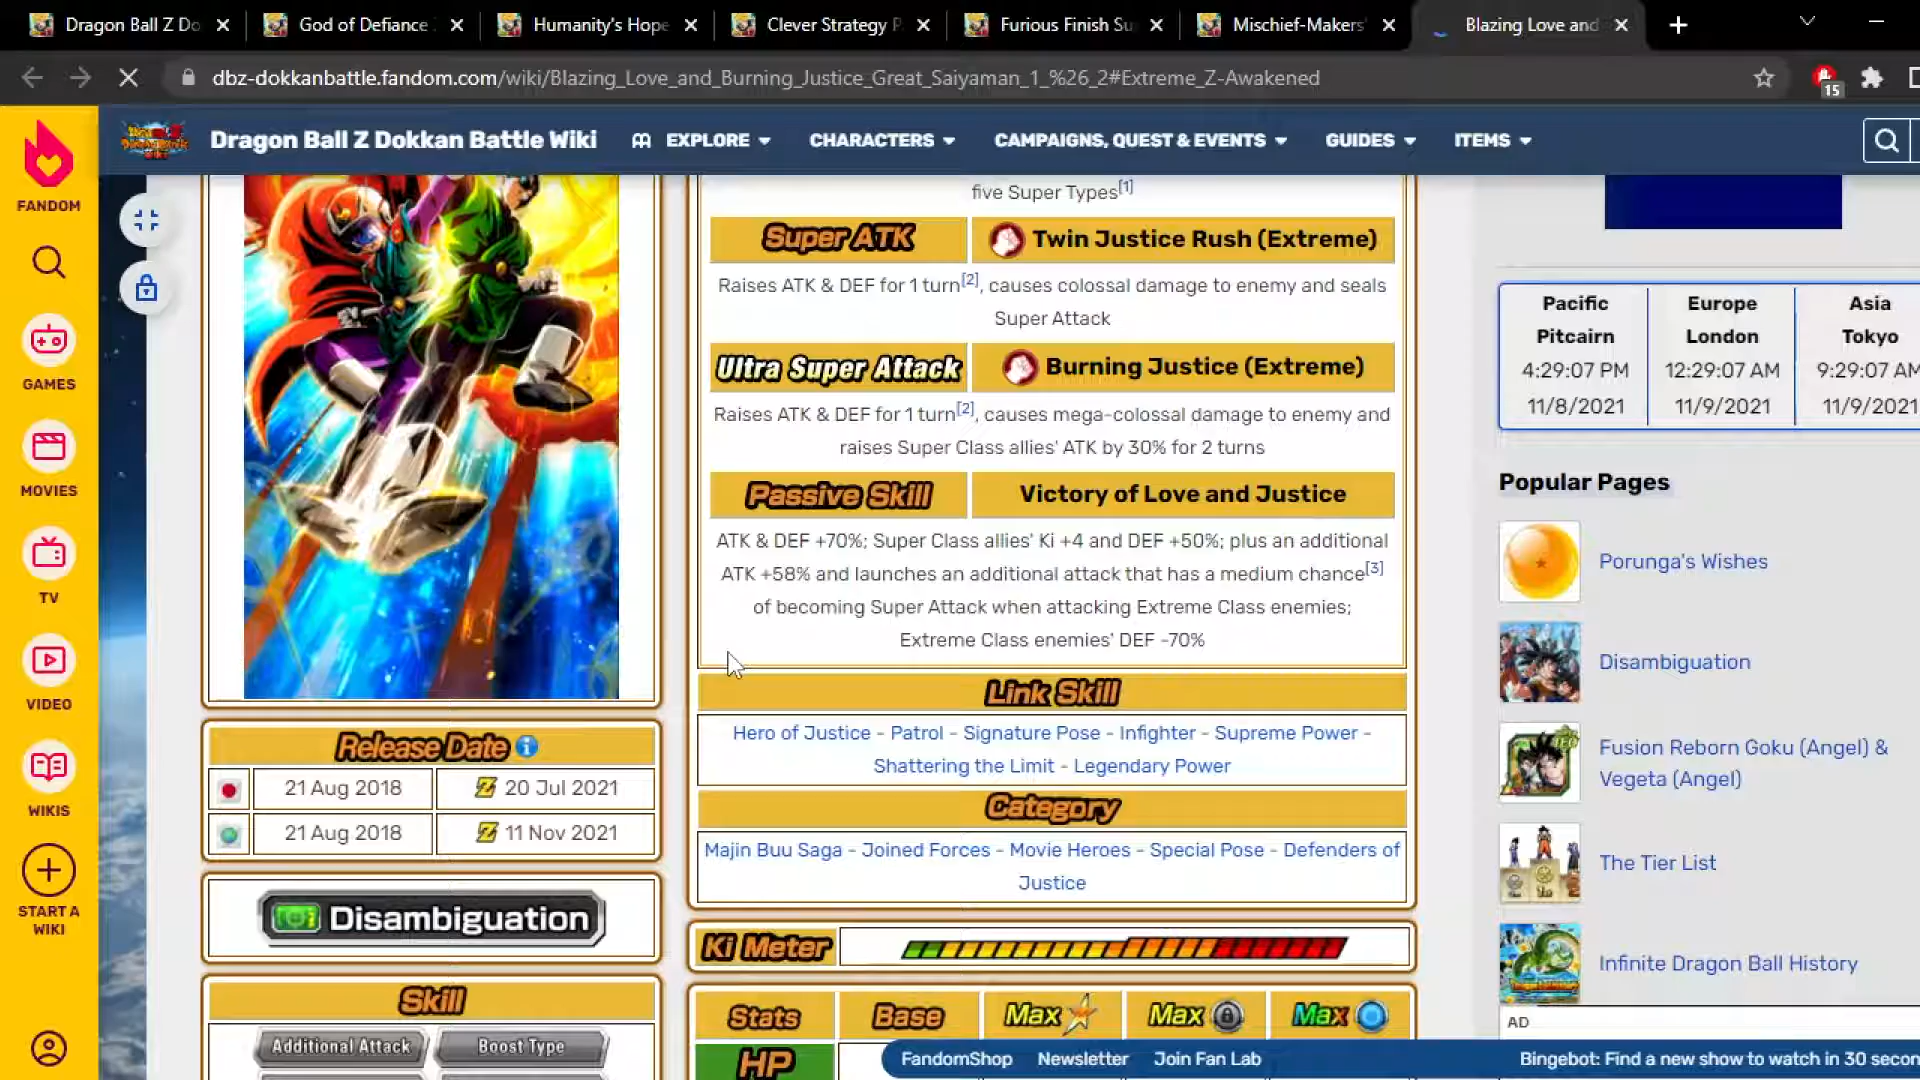 Dragon Ball Z Do
God of Defiance
Humanity's Hope
Clever Strategy P
Furious Finish Su
Mischief-Makers'
Blazing Love and
dbz-dokkanbattle.fandom.com/wiki/Blazing_Love_and_Burning_Justice_Great_Saiyaman_1_%26_2#Extreme_Z-Awakened
15
Dragon Ball Z Dokkan Battle Wiki
EXPLORE
CHARACTERS
CAMPAIGNS, QUEST & EVENTS
GUIDES
ITEMS
FANDOM
GAMES
MOVIES
TV
VIDEO
WIKIS
START A
WIKI
five Super Types[1]
Super ATK
Twin Justice Rush (Extreme)
Raises ATK & DEF for 1 turn[2], causes colossal damage to enemy and seals
Super Attack
Ultra Super Attack
Burning Justice (Extreme)
Raises ATK & DEF for 1 turn[2], causes mega-colossal damage to enemy and
raises Super Class allies' ATK by 30% for 2 turns
Passive Skill
Victory of Love and Justice
ATK & DEF +70%; Super Class allies' Ki +4 and DEF +50%; plus an additional
ATK +58% and launches an additional attack that has a medium chance[3]
of becoming Super Attack when attacking Extreme Class enemies;
Extreme Class enemies' DEF -70%
Link Skill
Hero of Justice - Patrol - Signature Pose - Infighter - Supreme Power -
Shattering the Limit - Legendary Power
Category
Majin Buu Saga - Joined Forces - Movie Heroes - Special Pose - Defenders of
Justice
Ki Meter
Stats
Base
Max
Max
Max
HP
Release Date
21 Aug 2018
20 Jul 2021
21 Aug 2018
11 Nov 2021
Disambiguation
Skill
Additional Attack
Boost Type
Pacific
Pitcairn
4:29:07 PM
11/8/2021
Europe
London
12:29:07 AM
11/9/2021
Asia
Tokyo
9:29:07 AM
11/9/2021
Popular Pages
Porunga's Wishes
Disambiguation
Fusion Reborn Goku (Angel) &
Vegeta (Angel)
The Tier List
Infinite Dragon Ball History
AD
FandomShop
Newsletter
Join Fan Lab
Bingebot: Find a new show to watch in 30 secon